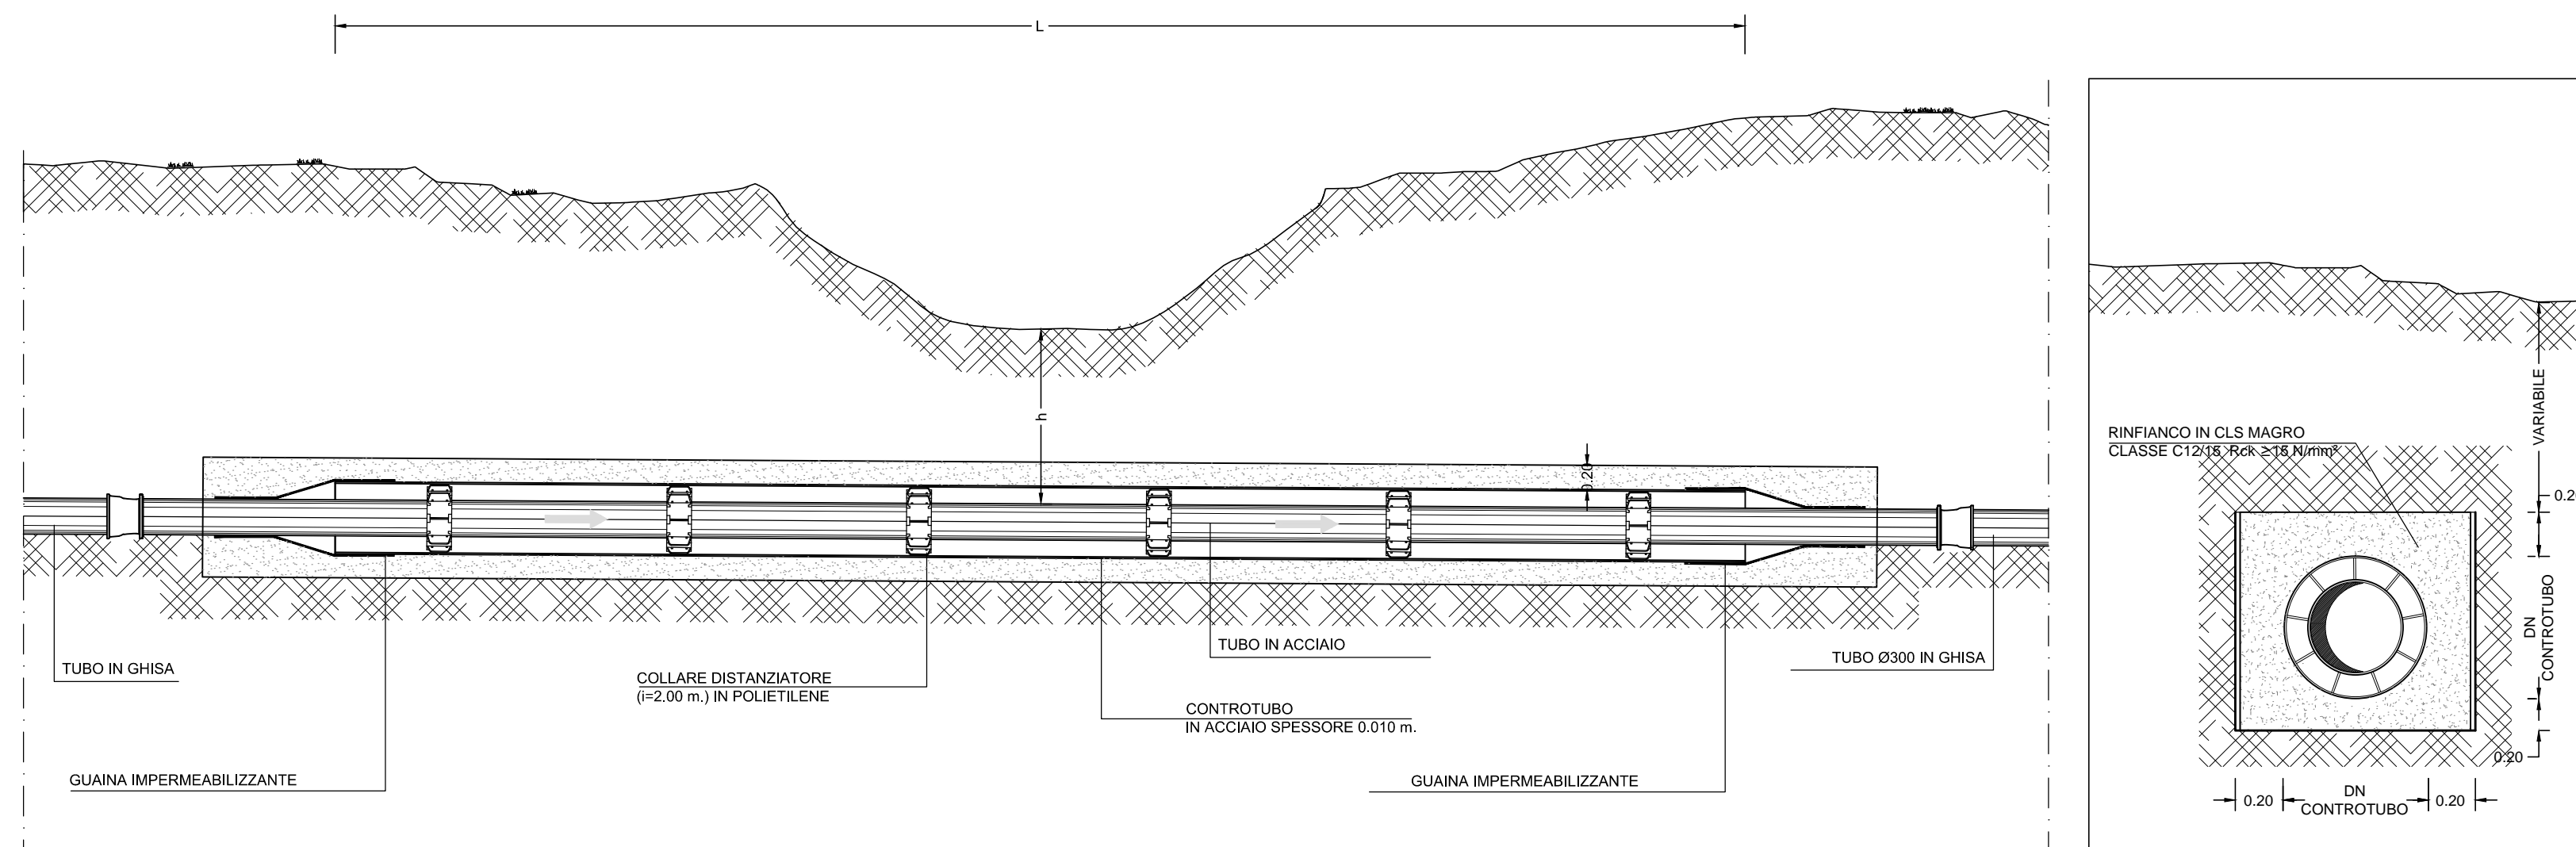 L
h
0.20
TUBO IN GHISA
COLLARE DISTANZIATORE
(i=2.00 m.) IN POLIETILENE
TUBO IN ACCIAIO
CONTROTUBO
IN ACCIAIO SPESSORE 0.010 m.
TUBO Ø300 IN GHISA
GUAINA IMPERMEABILIZZANTE
GUAINA IMPERMEABILIZZANTE
RINFIANCO IN CLS MAGRO
CLASSE C12/15 Rck ≥15 N/mm²
VARIABILE
0.20
DN
CONTROTUBO
0.20
0.20
DN
CONTROTUBO
0.20